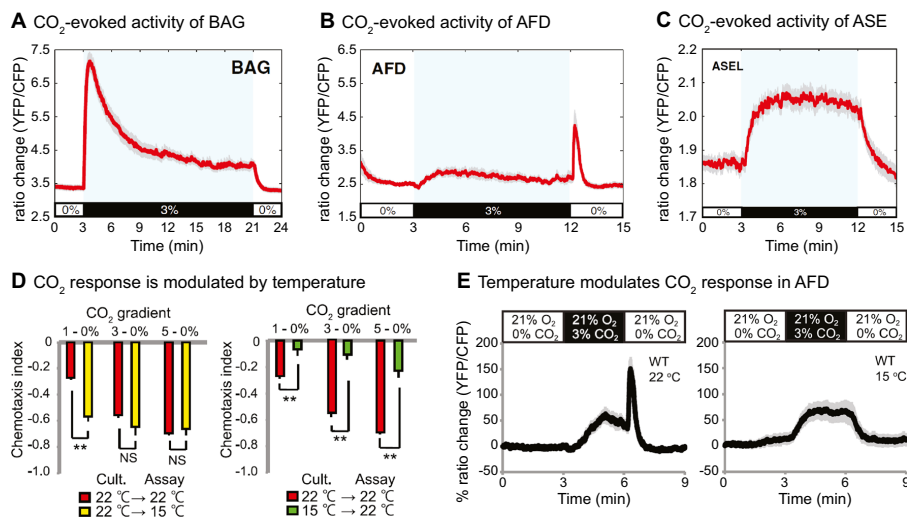 CO2-evoked activity of BAG
CO2-evoked activity of AFD
CO2-evoked activity of ASE
A
B
C
ratio change (YFP/CFP)
7.5
6.5
5.5
4.5
3.5
2.5
BAG
0%
3%
0%
0 3 6 9 12 15 18 21 24
Time (min)
ratio change (YFP/CFP)
7.5
6.5
5.5
4.5
3.5
2.5
1.5
AFD
0%
3%
0%
0 3 6 9 12 15
Time (min)
ratio change (YFP/CFP)
2.2
2.1
2.0
1.9
1.8
1.7
ASEL
0%
3%
0%
0 3 6 9 12 15
Time (min)
D CO2 response is modulated by temperature
CO2 gradient
1 - 0% 3 - 0% 5 - 0%
Chemotaxis index
0
-0.2
-0.4
-0.6
-0.8
-1.0
**
NS
NS
Cult. Assay
22 °C→ 22 °C
22 °C→ 15 °C
CO2 gradient
1 - 0% 3 - 0% 5 - 0%
Chemotaxis index
0
-0.2
-0.4
-0.6
-0.8
-1.0
**
**
**
Cult. Assay
22 °C→ 22 °C
15 °C→ 22 °C
E Temperature modulates CO2 response in AFD
21% O2 21% O2 21% O2
0% CO2 3% CO2 0% CO2
% ratio change (YFP/CFP)
200
150
100
50
0
-50
WT
22 °C
0 3 6 9
Time (min)
21% O2 21% O2 21% O2
0% CO2 3% CO2 0% CO2
200
150
100
50
0
-50
WT
15 °C
0 3 6 9
Time (min)